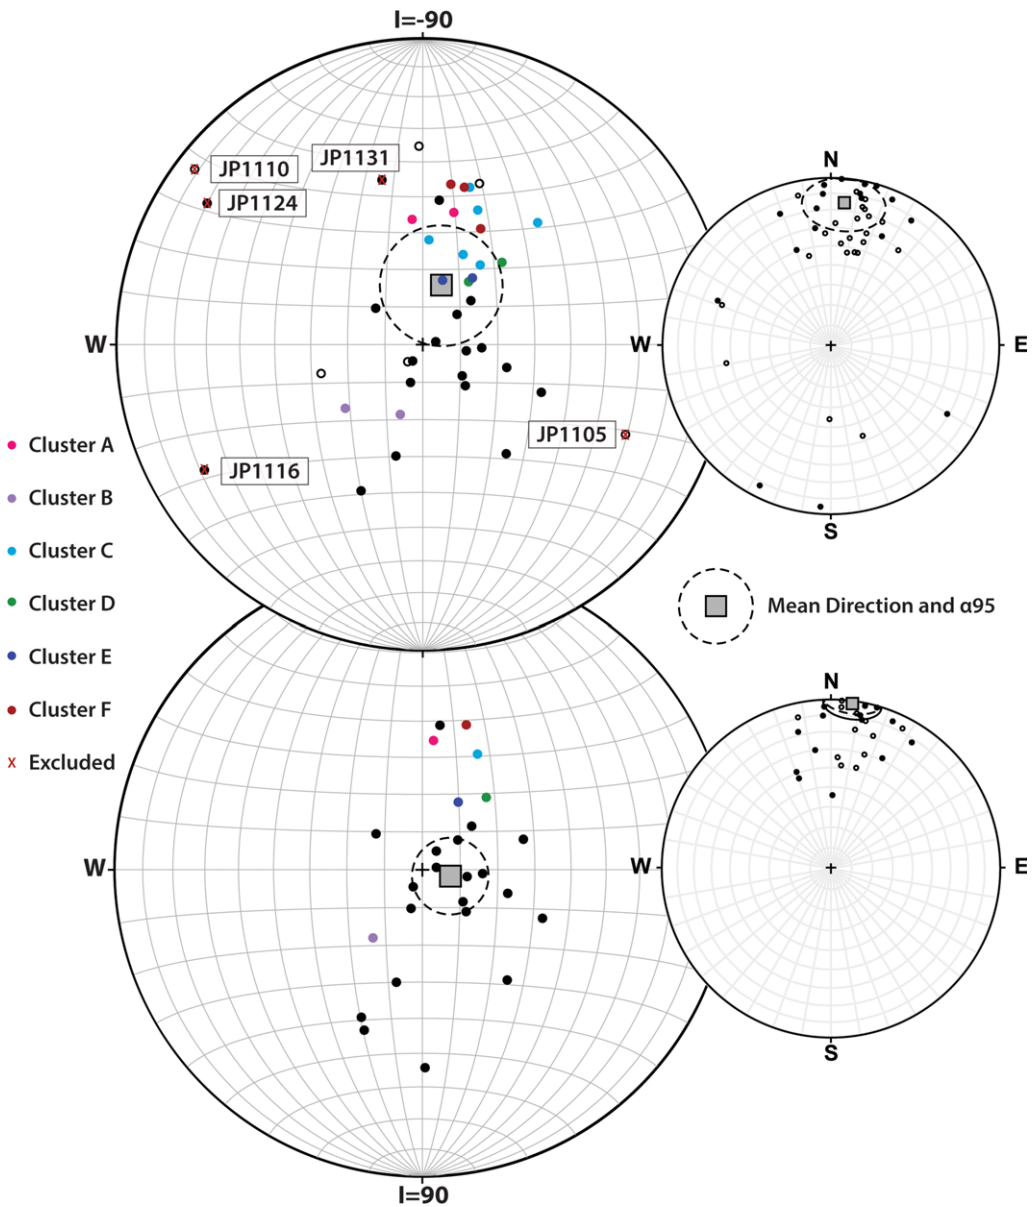 I=-90
JP1131
JP1110
JP1124
N
W
W
E
JP1105
JP1116
S
Cluster A
Cluster B
Cluster C
Cluster D
Cluster E
Cluster F
x Excluded
Mean Direction and α95
N
W
W
E
S
I=90